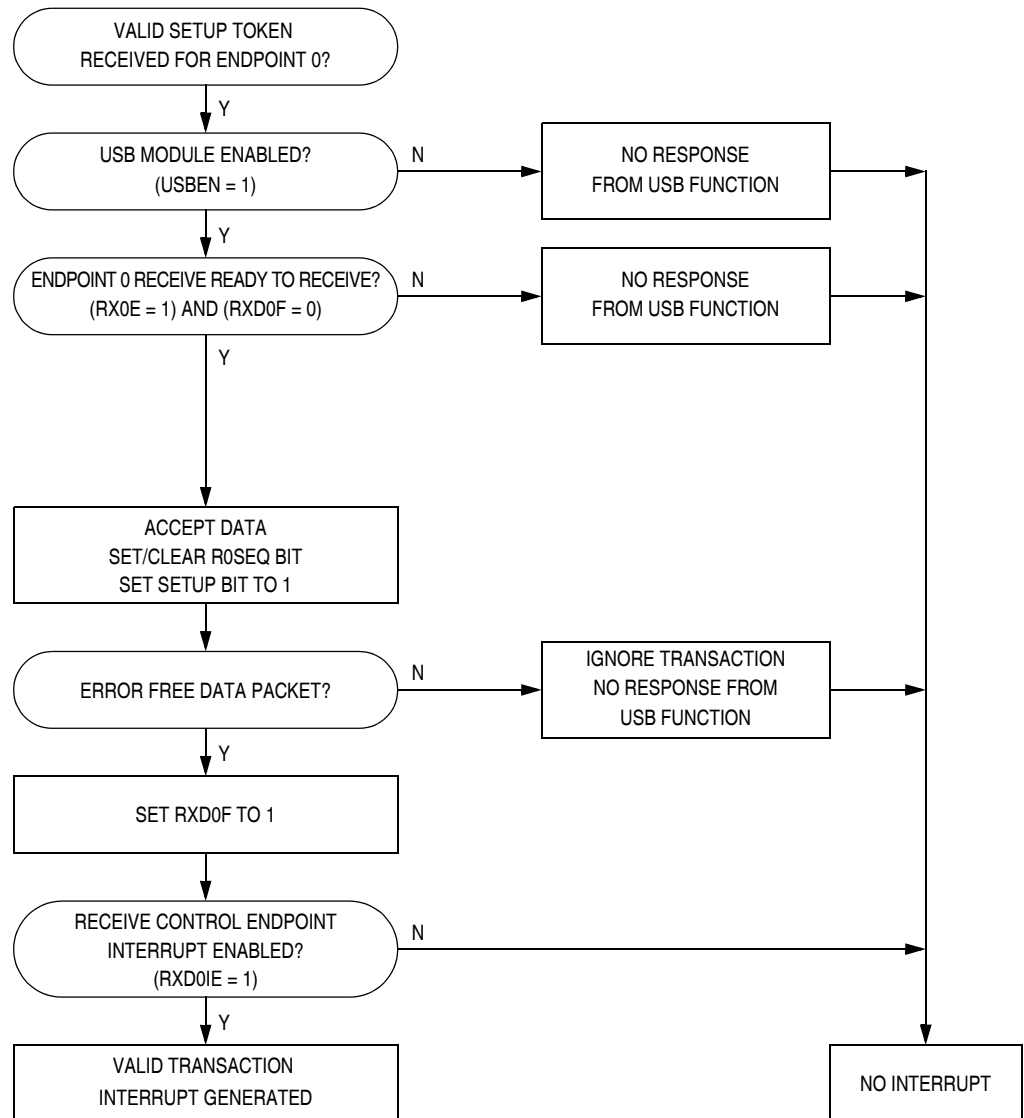 VALID SETUP TOKEN
RECEIVED FOR ENDPOINT 0?
Y
USB MODULE ENABLED?
(USBEN = 1)
N
NO RESPONSE
FROM USB FUNCTION
Y
ENDPOINT 0 RECEIVE READY TO RECEIVE?
(RX0E = 1) AND (RXD0F = 0)
N
NO RESPONSE
FROM USB FUNCTION
Y
ACCEPT DATA
SET/CLEAR R0SEQ BIT
SET SETUP BIT TO 1
ERROR FREE DATA PACKET?
N
IGNORE TRANSACTION
NO RESPONSE FROM
USB FUNCTION
Y
SET RXD0F TO 1
RECEIVE CONTROL ENDPOINT
INTERRUPT ENABLED?
(RXD0IE = 1)
N
Y
VALID TRANSACTION
INTERRUPT GENERATED
NO INTERRUPT